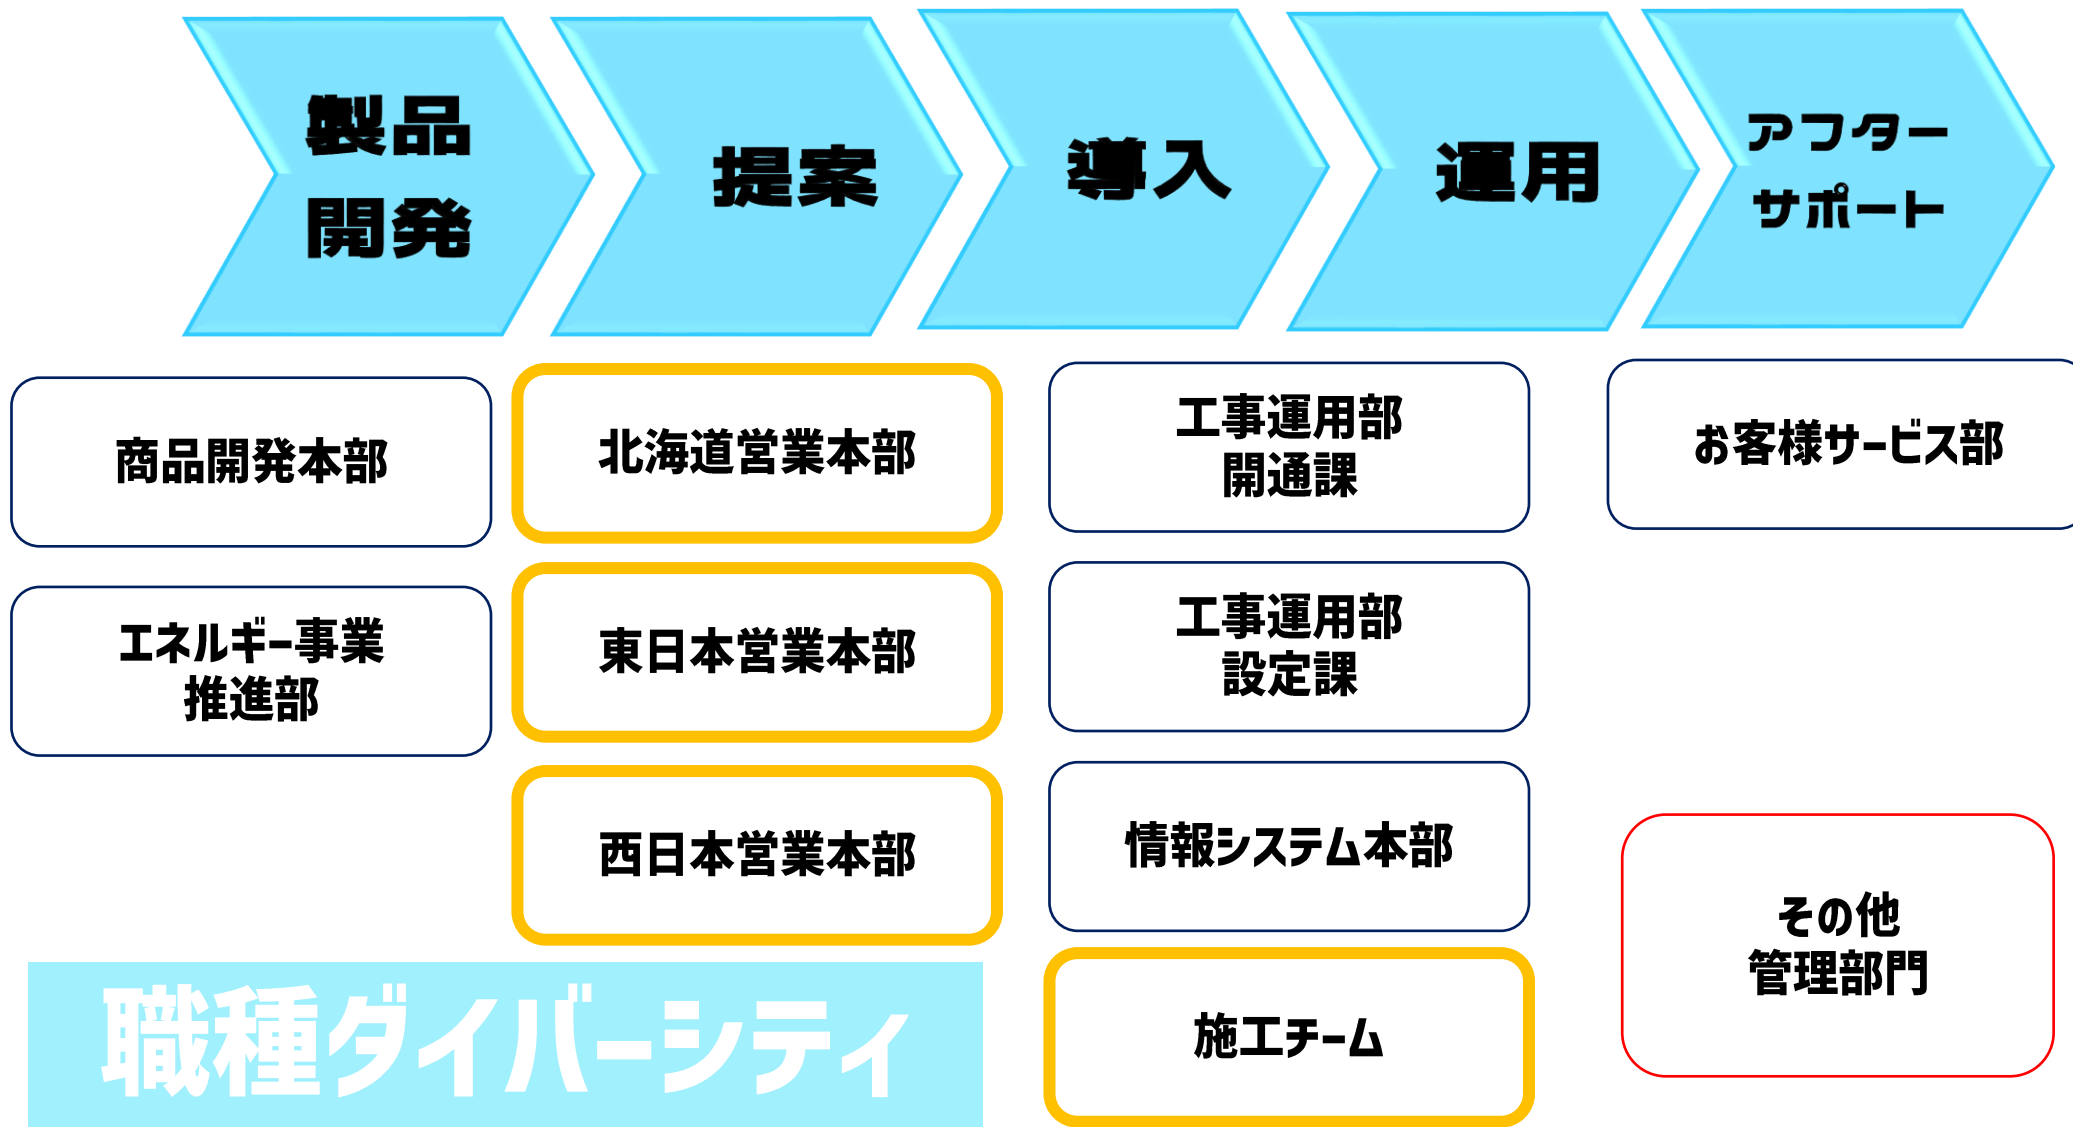 製品
開発
提案
導入
運用
アフター
サポート
商品開発本部
エネルギー事業
推進部
北海道営業本部
東日本営業本部
西日本営業本部
工事運用部
開通課
工事運用部
設定課
情報システム本部
施工チーム
お客様サービス部
その他
管理部門
職種ダイバーシティ